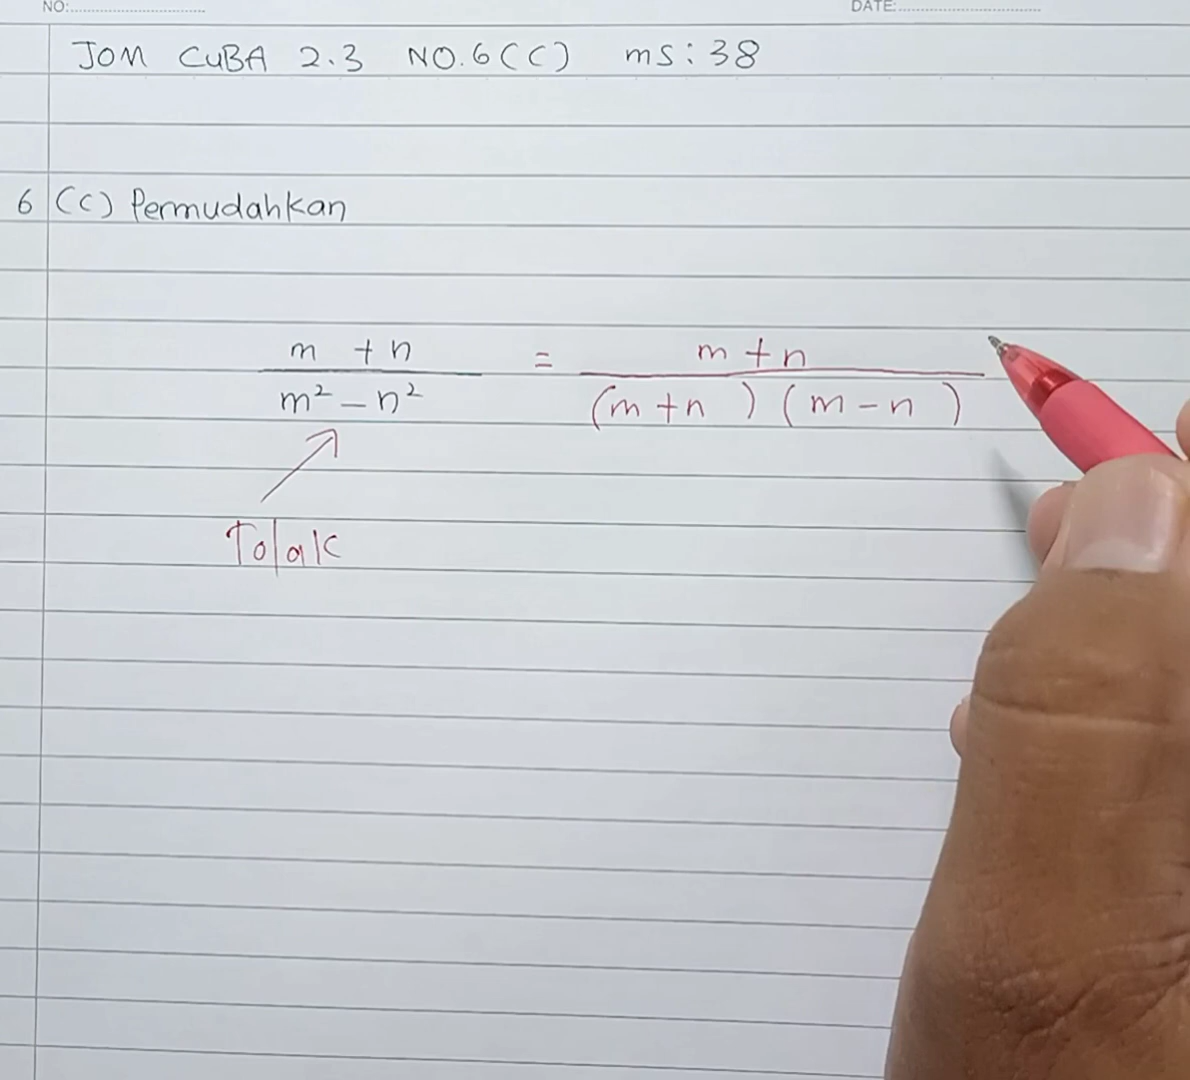 NO: DATE:
JOM CUBA 2.3 NO.6(C) ms:38
6 (C) Permudahkan
m + n / m² - n² = m + n / (m + n) (m - n)
Tolak